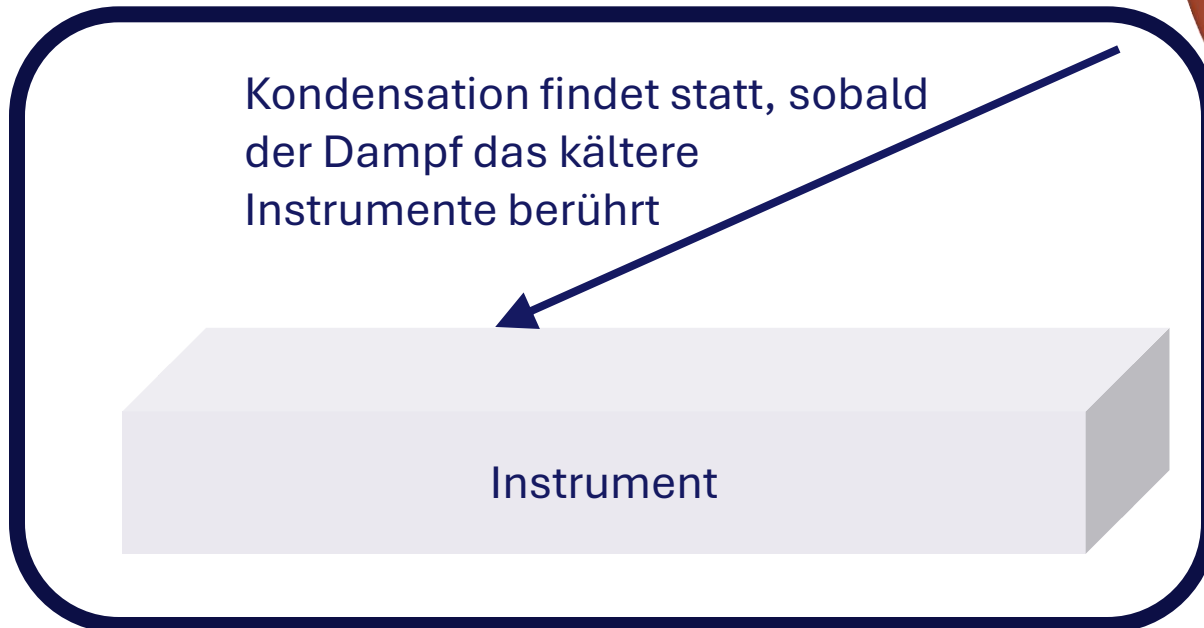 Kondensation findet statt, sobald
der Dampf das kältere
Instrumente berührt
Instrument